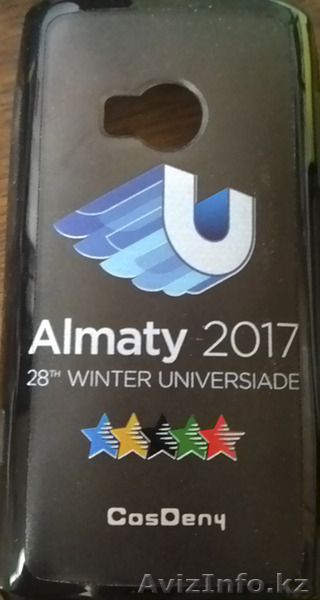 U
Almaty 2017
28TH WINTER UNIVERSIADE
CosDeny
AvizInfo.kz